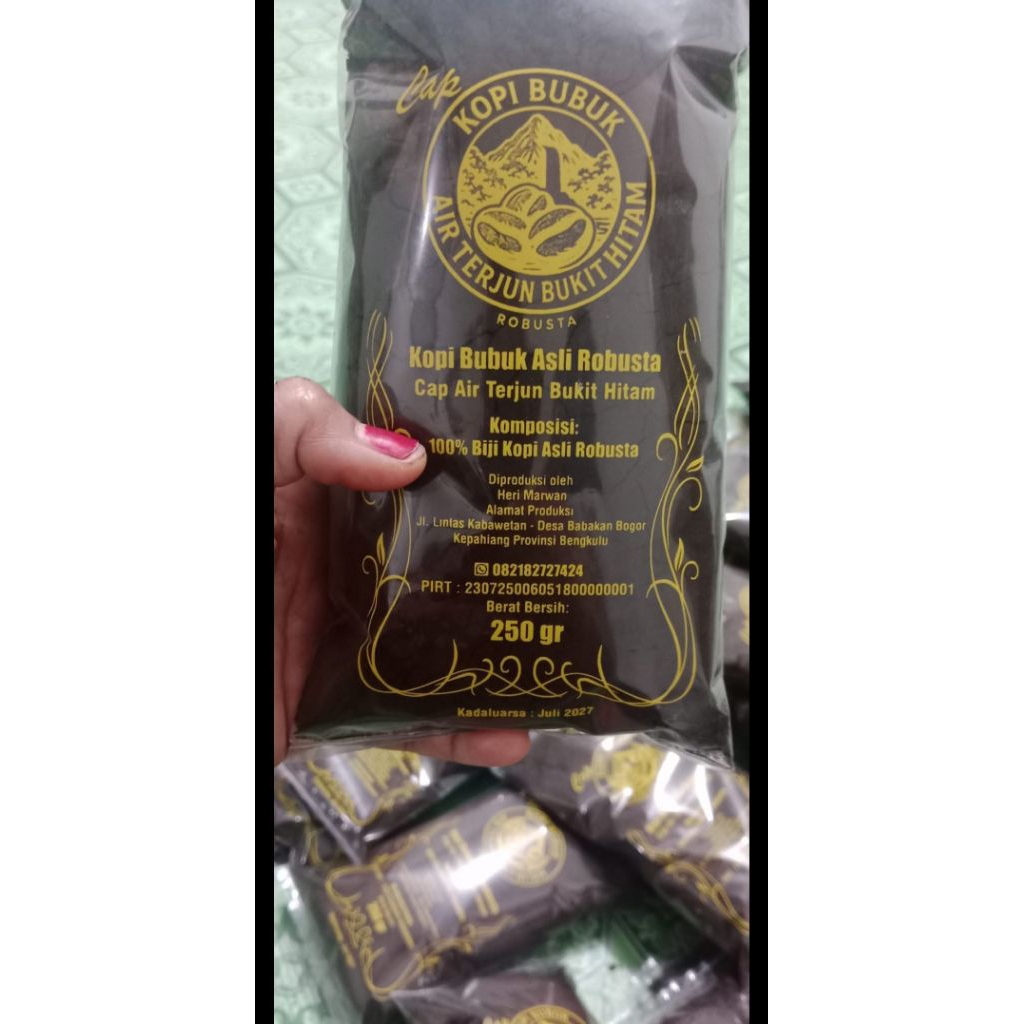 Cap
KOPI BUBUK
AIR TERJUN BUKIT HITAM
ROBUSTA
Kopi Bubuk Asli Robusta
Cap Air Terjun Bukit Hitam
Komposisi:
100% Biji Kopi Asli Robusta
Diproduksi oleh
Heri Marwan
Alamat Produksi
Jl. Lintas Kabawetan - Desa Babakan Bogor
Kepahiang Provinsi Bengkulu
082182727424
PIRT : 230725006051800000001
Berat Bersih:
250 gr
Kadaluarsa : Juli 2027